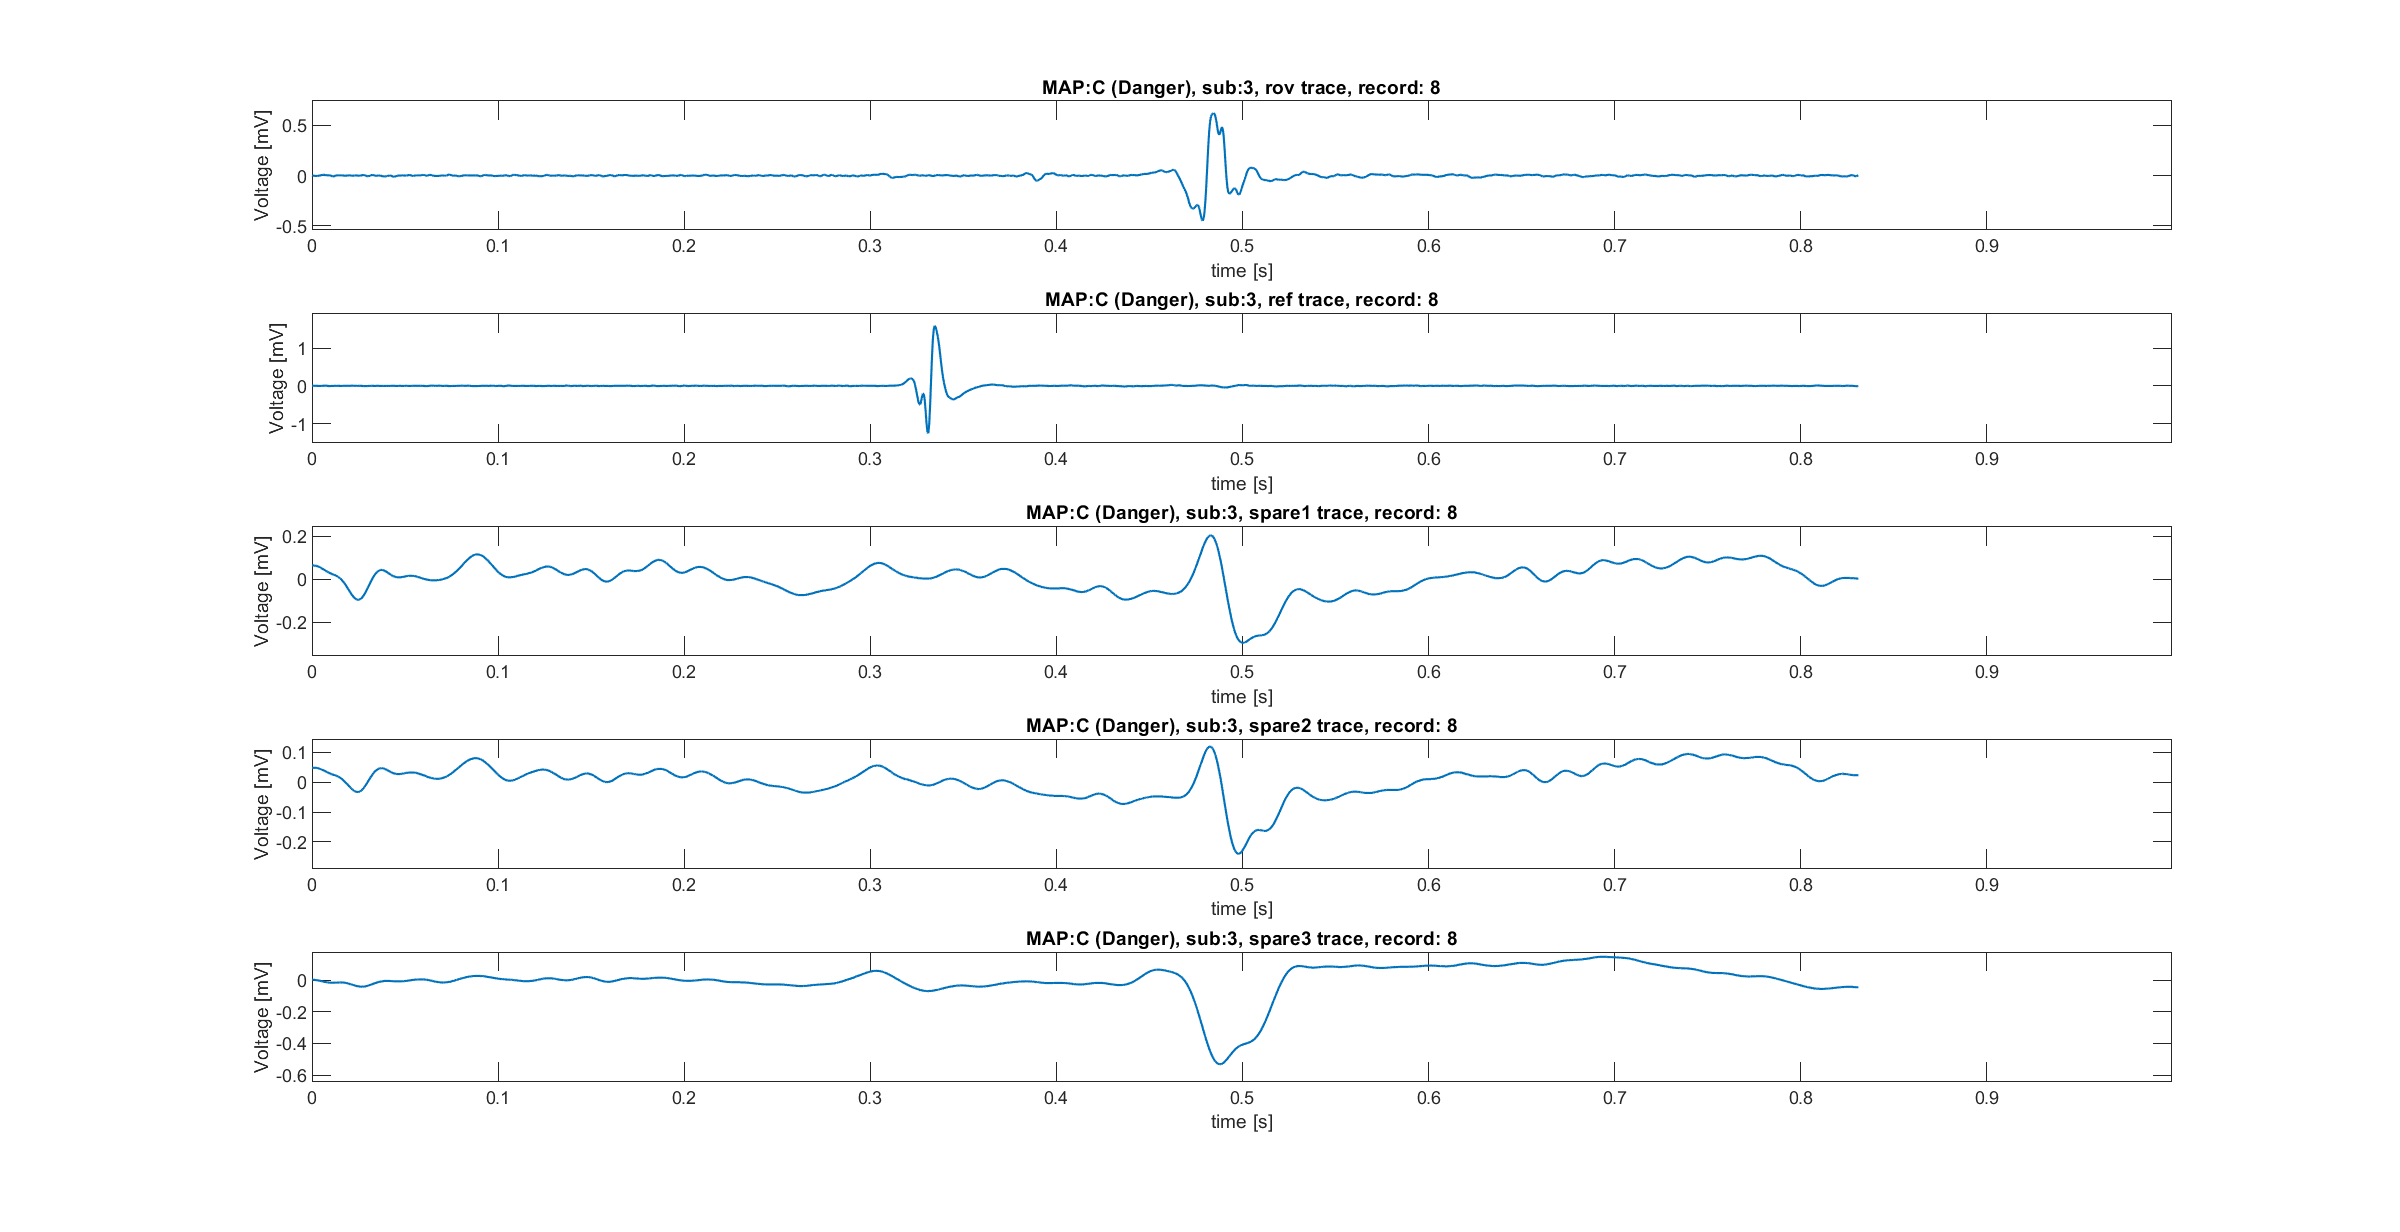 MAP:C (Danger), sub:3, rov trace, record: 8
Voltage [mV]
0.5
0
-0.5
0 0.1 0.2 0.3 0.4 0.5 0.6 0.7 0.8 0.9
time [s]
MAP:C (Danger), sub:3, ref trace, record: 8
Voltage [mV]
1
0
-1
0 0.1 0.2 0.3 0.4 0.5 0.6 0.7 0.8 0.9
time [s]
MAP:C (Danger), sub:3, spare1 trace, record: 8
Voltage [mV]
0.2
0
-0.2
0 0.1 0.2 0.3 0.4 0.5 0.6 0.7 0.8 0.9
time [s]
MAP:C (Danger), sub:3, spare2 trace, record: 8
Voltage [mV]
0.1
0
-0.1
-0.2
0 0.1 0.2 0.3 0.4 0.5 0.6 0.7 0.8 0.9
time [s]
MAP:C (Danger), sub:3, spare3 trace, record: 8
Voltage [mV]
0
-0.2
-0.4
-0.6
0 0.1 0.2 0.3 0.4 0.5 0.6 0.7 0.8 0.9
time [s]